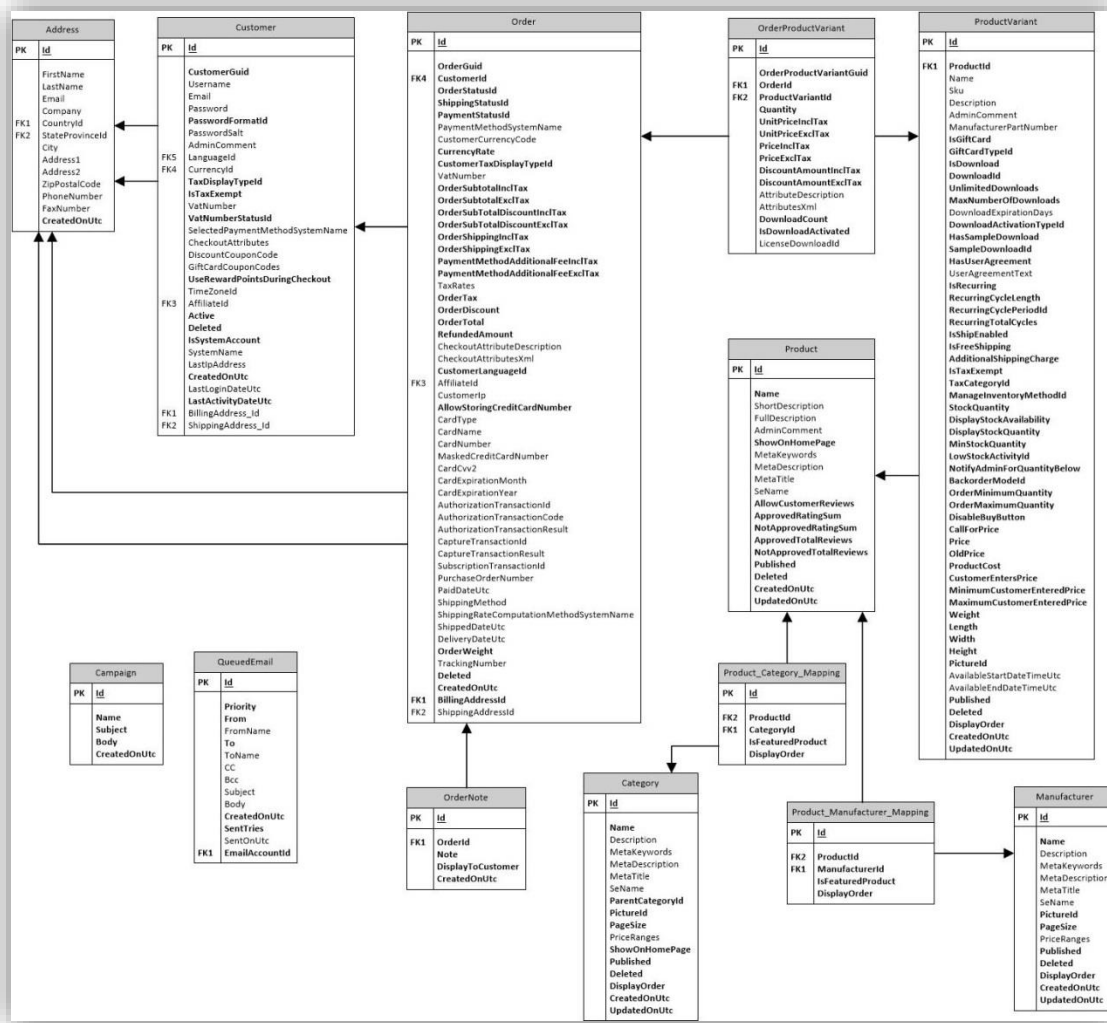 Address
PK Id
FirstName
LastName
Email
Company
FK1 CountryId
FK2 StateProvinceId
City
Address1
Address2
ZipPostalCode
PhoneNumber
FaxNumber
CreatedOnUtc
Customer
PK Id
CustomerGuid
Username
Email
Password
PasswordFormatId
PasswordSalt
AdminComment
FK5 LanguageId
FK4 CurrencyId
TaxDisplayTypeId
IsTaxExempt
VatNumber
VatNumberStatusId
SelectedPaymentMethodSystemName
CheckoutAttributes
DiscountCouponCode
GiftCardCouponCodes
UseRewardPointsDuringCheckout
TimeZoneId
FK3 AffiliateId
Active
Deleted
IsSystemAccount
SystemName
LastIpAddress
CreatedOnUtc
LastLoginDateUtc
LastActivityDateUtc
FK1 BillingAddress_Id
FK2 ShippingAddress_Id
Order
PK Id
OrderGuid
FK4 CustomerId
OrderStatusId
ShippingStatusId
PaymentStatusId
PaymentMethodSystemName
CustomerCurrencyCode
CurrencyRate
CustomerTaxDisplayTypeId
VatNumber
OrderSubtotalInclTax
OrderSubtotalExclTax
OrderSubTotalDiscountInclTax
OrderSubTotalDiscountExclTax
OrderShippingInclTax
OrderShippingExclTax
PaymentMethodAdditionalFeeInclTax
PaymentMethodAdditionalFeeExclTax
TaxRates
OrderTax
OrderDiscount
OrderTotal
RefundedAmount
CheckoutAttributeDescription
CheckoutAttributesXml
CustomerLanguageId
FK3 AffiliateId
CustomerIp
AllowStoringCreditCardNumber
CardType
CardName
CardNumber
MaskedCreditCardNumber
CardCvv2
CardExpirationMonth
CardExpirationYear
AuthorizationTransactionId
AuthorizationTransactionCode
AuthorizationTransactionResult
CaptureTransactionId
CaptureTransactionResult
SubscriptionTransactionId
PurchaseOrderNumber
PaidDateUtc
ShippingMethod
ShippingRateComputationMethodSystemName
ShippedDateUtc
DeliveryDateUtc
OrderWeight
TrackingNumber
Deleted
CreatedOnUtc
FK1 BillingAddressId
FK2 ShippingAddressId
OrderProductVariant
PK Id
OrderProductVariantGuid
FK1 OrderId
FK2 ProductVariantId
Quantity
UnitPriceInclTax
UnitPriceExclTax
PriceInclTax
PriceExclTax
DiscountAmountInclTax
DiscountAmountExclTax
AttributeDescription
AttributesXml
DownloadCount
IsDownloadActivated
LicenseDownloadId
ProductVariant
PK Id
FK1 ProductId
Name
Sku
Description
AdminComment
ManufacturerPartNumber
IsGiftCard
GiftCardTypeId
IsDownload
DownloadId
UnlimitedDownloads
MaxNumberOfDownloads
DownloadExpirationDays
DownloadActivationTypeId
HasSampleDownload
SampleDownloadId
HasUserAgreement
UserAgreementText
IsRecurring
RecurringCycleLength
RecurringCyclePeriodId
RecurringTotalCycles
IsShipEnabled
IsFreeShipping
AdditionalShippingCharge
IsTaxExempt
TaxCategoryId
ManageInventoryMethodId
StockQuantity
DisplayStockAvailability
DisplayStockQuantity
MinStockQuantity
LowStockActivityId
NotifyAdminForQuantityBelow
BackorderModeId
OrderMinimumQuantity
OrderMaximumQuantity
DisableBuyButton
CallForPrice
Price
OldPrice
ProductCost
CustomerEntersPrice
MinimumCustomerEnteredPrice
MaximumCustomerEnteredPrice
Weight
Length
Width
Height
PictureId
AvailableStartDateTimeUtc
AvailableEndDateTimeUtc
Published
Deleted
DisplayOrder
CreatedOnUtc
UpdatedOnUtc
Product
PK Id
Name
ShortDescription
FullDescription
AdminComment
ShowOnHomePage
MetaKeywords
MetaDescription
MetaTitle
SeName
AllowCustomerReviews
ApprovedRatingSum
NotApprovedRatingSum
ApprovedTotalReviews
NotApprovedTotalReviews
Published
Deleted
CreatedOnUtc
UpdatedOnUtc
Campaign
PK Id
Name
Subject
Body
CreatedOnUtc
QueuedEmail
PK Id
Priority
From
FromName
To
ToName
CC
Bcc
Subject
Body
CreatedOnUtc
SentTries
SentOnUtc
FK1 EmailAccountId
OrderNote
PK Id
FK1 OrderId
Note
DisplayToCustomer
CreatedOnUtc
Product_Category_Mapping
PK Id
FK2 ProductId
FK1 CategoryId
IsFeaturedProduct
DisplayOrder
Category
PK Id
Name
Description
MetaKeywords
MetaDescription
MetaTitle
SeName
ParentCategoryId
PictureId
PageSize
PriceRanges
ShowOnHomePage
Published
Deleted
DisplayOrder
CreatedOnUtc
UpdatedOnUtc
Product_Manufacturer_Mapping
PK Id
FK2 ProductId
FK1 ManufacturerId
IsFeaturedProduct
DisplayOrder
Manufacturer
PK Id
Name
Description
MetaKeywords
MetaDescription
MetaTitle
SeName
PictureId
PageSize
PriceRanges
Published
Deleted
DisplayOrder
CreatedOnUtc
UpdatedOnUtc